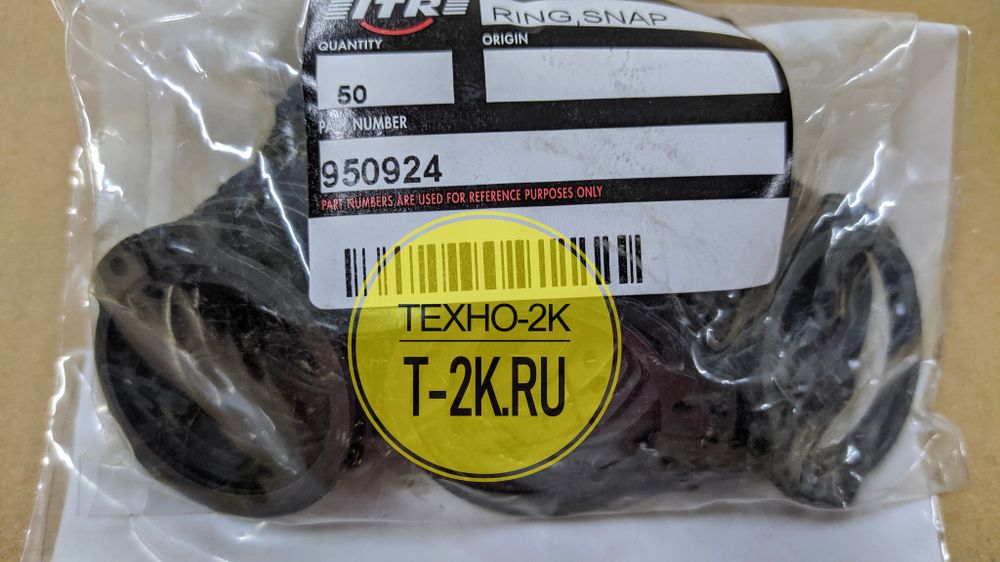 ITR
RING,SNAP
QUANTITY
ORIGIN
50
PART NUMBER
950924
PART NUMBERS ARE USED FOR REFERENCE PURPOSES ONLY
ТЕХНО-2К
T-2K.RU